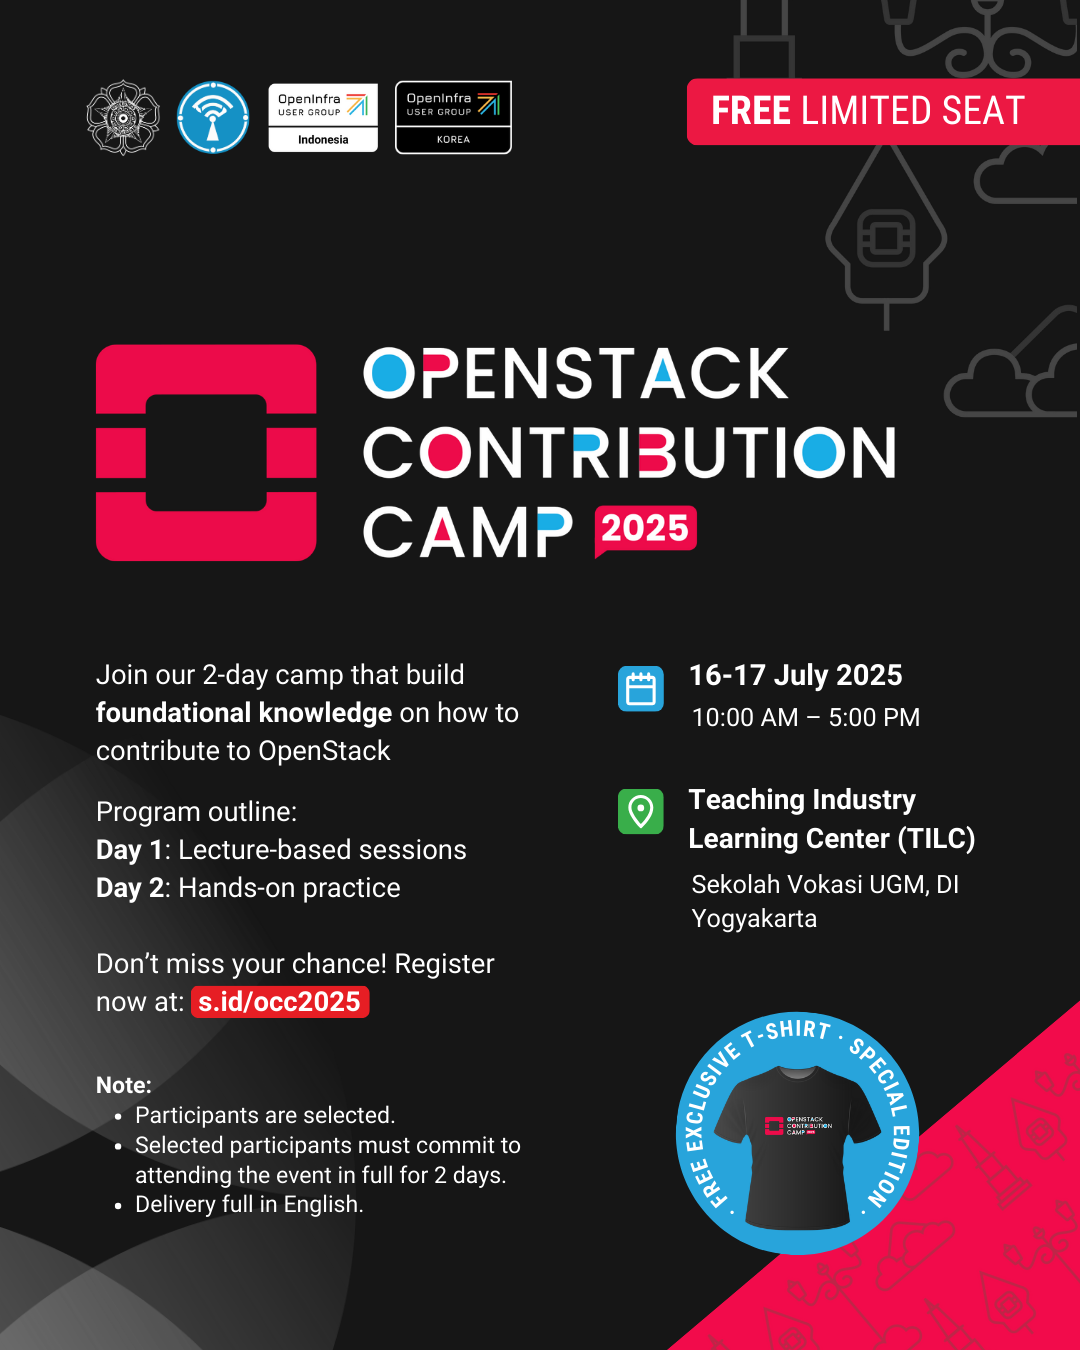 OpenInfra
USER GROUP
Indonesia
OpenInfra
USER GROUP
KOREA
FREE LIMITED SEAT
OPENSTACK
CONTRIBUTION
CAMP 2025
Join our 2-day camp that build
foundational knowledge on how to
contribute to OpenStack
Program outline:
Day 1: Lecture-based sessions
Day 2: Hands-on practice
Don’t miss your chance! Register
now at: s.id/occ2025
Note:
• Participants are selected.
• Selected participants must commit to
attending the event in full for 2 days.
• Delivery full in English.
16-17 July 2025
10:00 AM – 5:00 PM
Teaching Industry
Learning Center (TILC)
Sekolah Vokasi UGM, DI
Yogyakarta
· FREE EXCLUSIVE T-SHIRT · SPECIAL EDITION ·
OPENSTACK
CONTRIBUTION
CAMP